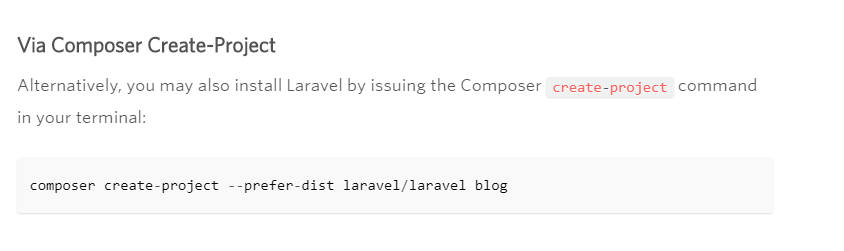 Via Composer Create-Project
Alternatively, you may also install Laravel by issuing the Composer create-project command
in your terminal:
composer create-project --prefer-dist laravel/laravel blog